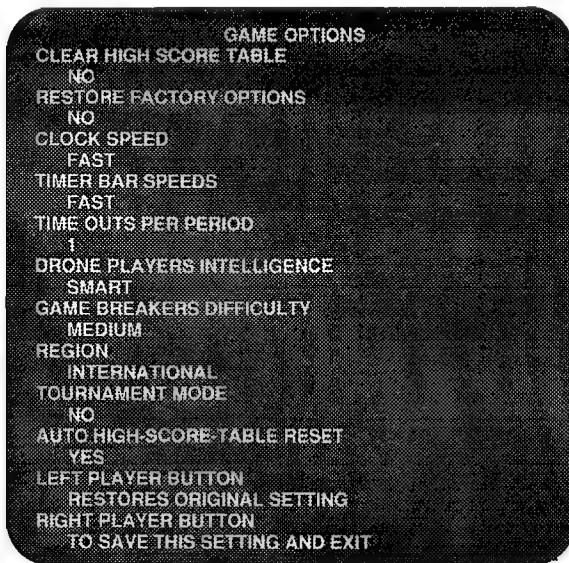 GAME OPTIONS
CLEAR HIGH SCORE TABLE
NO
RESTORE FACTORY OPTIONS
NO
CLOCK SPEED
FAST
TIMER BAR SPEEDS
FAST
TIME OUTS PER PERIOD
1
DRONE PLAYERS INTELLIGENCE
SMART
GAME BREAKERS DIFFICULTY
MEDIUM
REGION
INTERNATIONAL
TOURNAMENT MODE
NO
AUTO HIGH-SCORE-TABLE RESET
YES
LEFT PLAYER BUTTON
RESTORES ORIGINAL SETTING
RIGHT PLAYER BUTTON
TO SAVE THIS SETTING AND EXIT